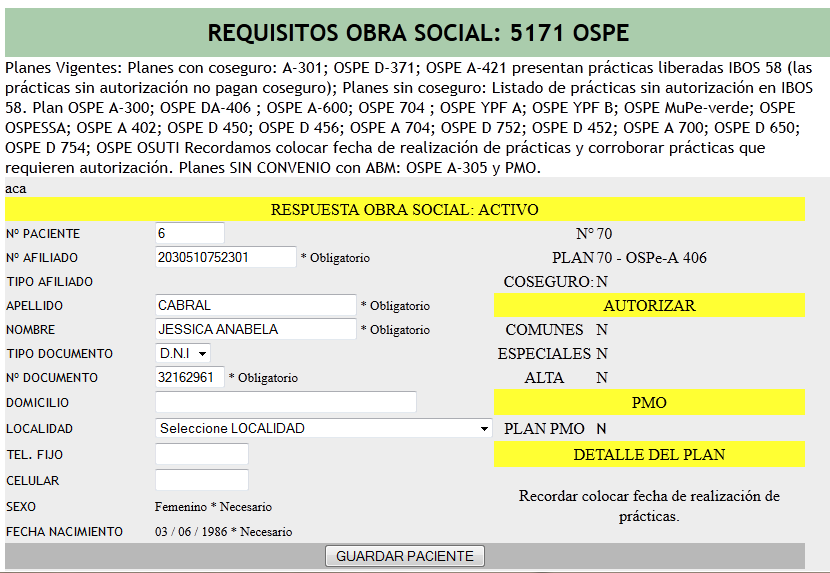 REQUISITOS OBRA SOCIAL: 5171 OSPE
Planes Vigentes: Planes con coseguro: A-301; OSPE D-371; OSPE A-421 presentan prácticas liberadas IBOS 58 (las
prácticas sin autorización no pagan coseguro); Planes sin coseguro: Listado de prácticas sin autorización en IBOS
58. Plan OSPE A-300; OSPE DA-406 ; OSPE A-600; OSPE 704 ; OSPE YPF A; OSPE YPF B; OSPE MuPe-verde; OSPE
OSPESSA; OSPE A 402; OSPE D 450; OSPE D 456; OSPE A 704; OSPE D 752; OSPE D 452; OSPE A 700; OSPE D 650;
OSPE D 754; OSPE OSUTI Recordamos colocar fecha de realización de prácticas y corroborar prácticas que
requieren autorización. Planes SIN CONVENIO con ABM: OSPE A-305 y PMO.
aca
RESPUESTA OBRA SOCIAL: ACTIVO
Nº PACIENTE 6 N° 70
Nº AFILIADO 2030510752301 * Obligatorio PLAN 70 - OSPe-A 406
TIPO AFILIADO COSEGURO: N
APELLIDO CABRAL * Obligatorio AUTORIZAR
NOMBRE JESSICA ANABELA * Obligatorio COMUNES N
TIPO DOCUMENTO D.N.I ESPECIALES N
Nº DOCUMENTO 32162961 * Obligatorio ALTA N
DOMICILIO PMO
LOCALIDAD Seleccione LOCALIDAD PLAN PMO N
TEL. FIJO DETALLE DEL PLAN
CELULAR
SEXO Femenino * Necesario Recordar colocar fecha de realización de
prácticas.
FECHA NACIMIENTO 03 / 06 / 1986 * Necesario
GUARDAR PACIENTE